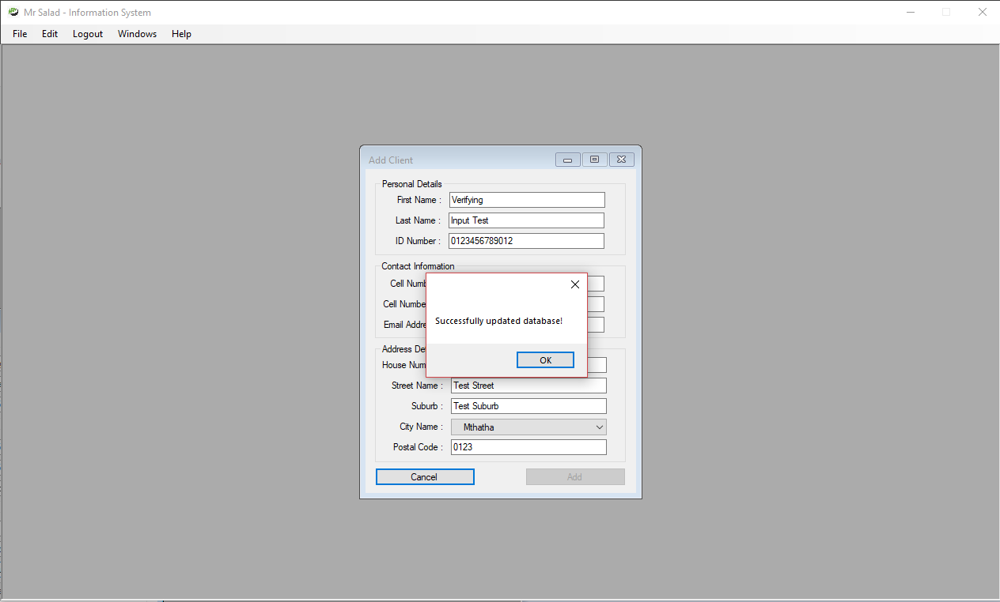 Mr Salad - Information System
File Edit Logout Windows Help
Add Client
Personal Details
First Name : Verifying
Last Name : Input Test
ID Number : 0123456789012
Contact Information
Cell Numb
Cell Numbe
Email Addre
Successfully updated database!
OK
Address De
House Num
Street Name : Test Street
Suburb : Test Suburb
City Name : Mthatha
Postal Code : 0123
Cancel Add